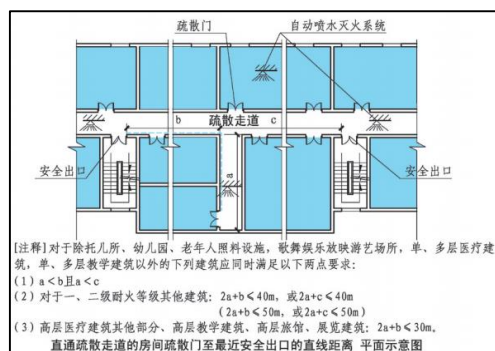 疏散门
自动喷水灭火系统
b
疏散走道
c
a
安全出口
安全出口
[注释]对于除托儿所、幼儿园、老年人照料设施，歌舞娱乐放映游艺场所，单、多层医疗建
筑，单、多层教学建筑以外的下列建筑应同时满足以下两点要求：
(1) a＜b且a＜c
(2) 对于一、二级耐火等级其他建筑：2a+b≤40m，或2a+c≤40m
(2a+b≤50m，或2a+c≤50m)
(3) 高层医疗建筑其他部分、高层教学建筑、高层旅馆、展览建筑：2a+b≤30m。
直通疏散走道的房间疏散门至最近安全出口的直线距离 平面示意图